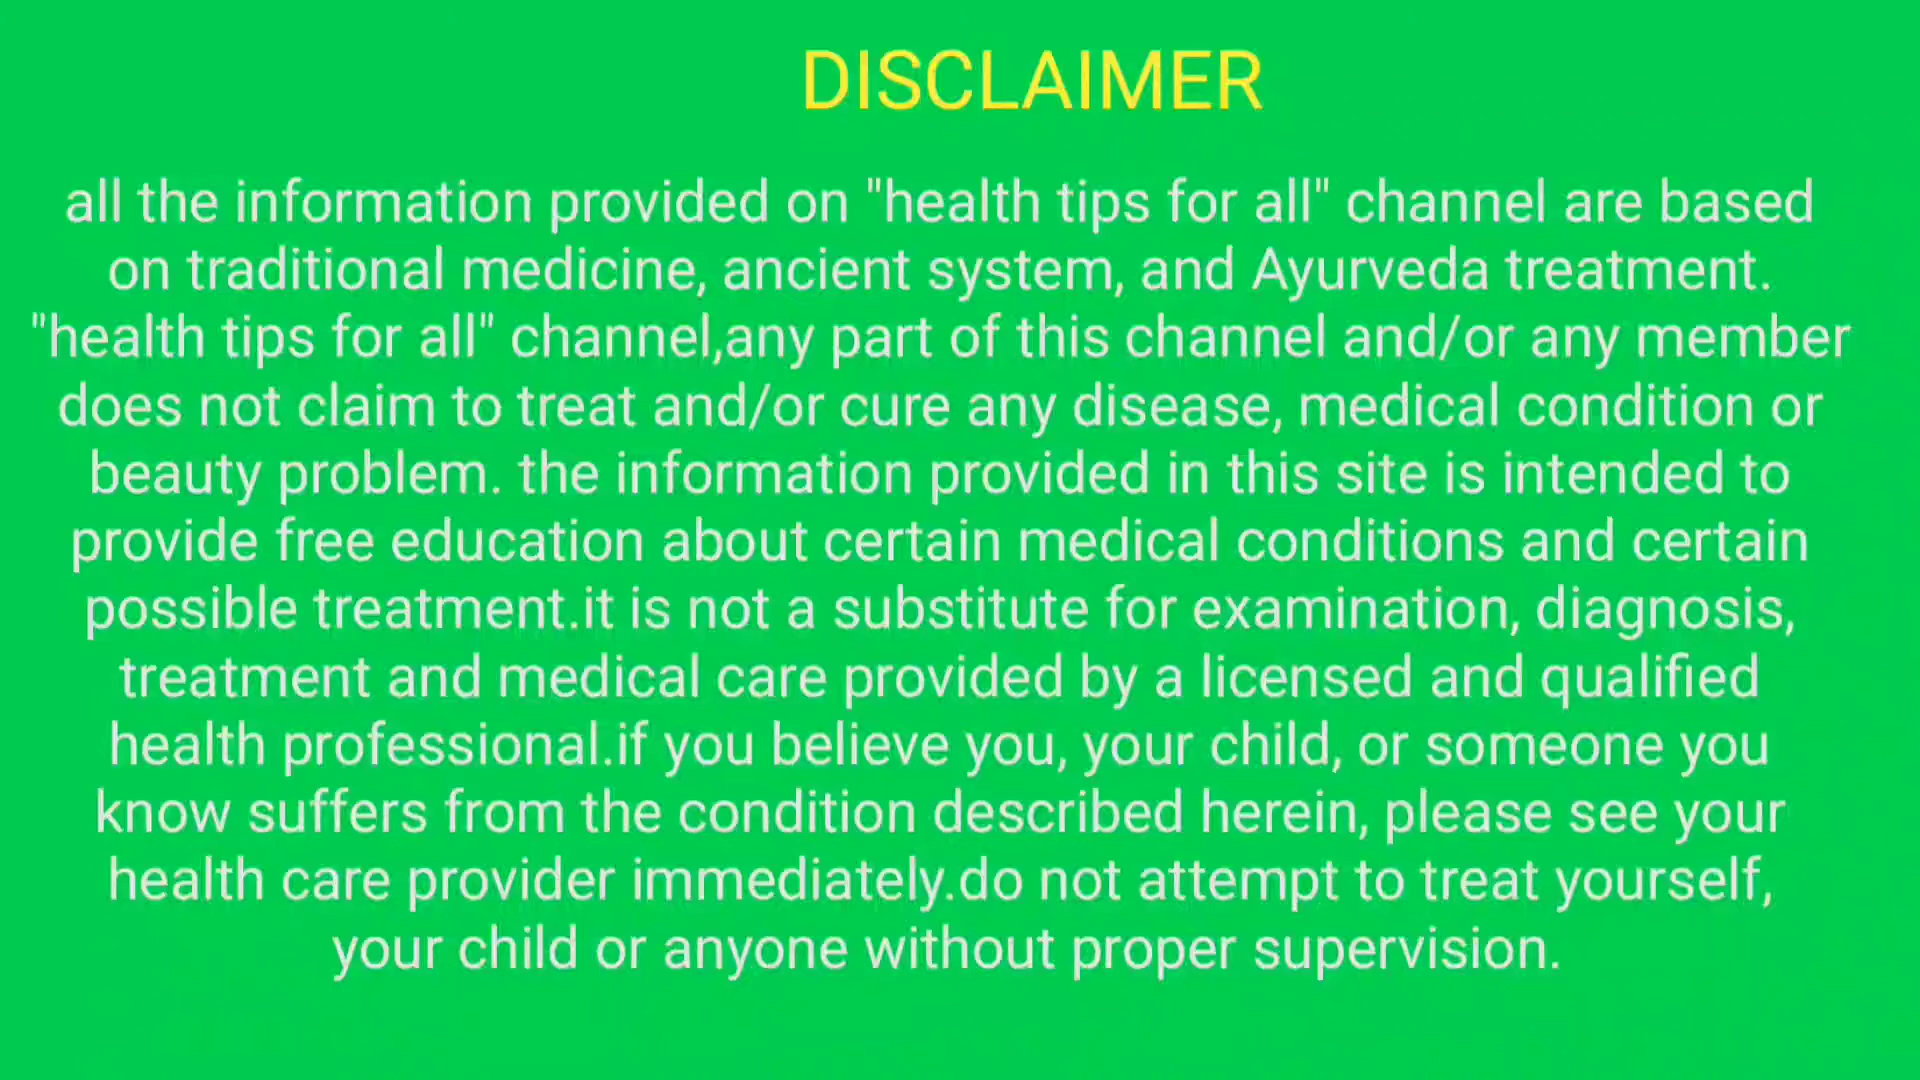 DISCLAIMER
all the information provided on "health tips for all" channel are based
on traditional medicine, ancient system, and Ayurveda treatment.
"health tips for all" channel,any part of this channel and/or any member
does not claim to treat and/or cure any disease, medical condition or
beauty problem. the information provided in this site is intended to
provide free education about certain medical conditions and certain
possible treatment.it is not a substitute for examination, diagnosis,
treatment and medical care provided by a licensed and qualified
health professional.if you believe you, your child, or someone you
know suffers from the condition described herein, please see your
health care provider immediately.do not attempt to treat yourself,
your child or anyone without proper supervision.